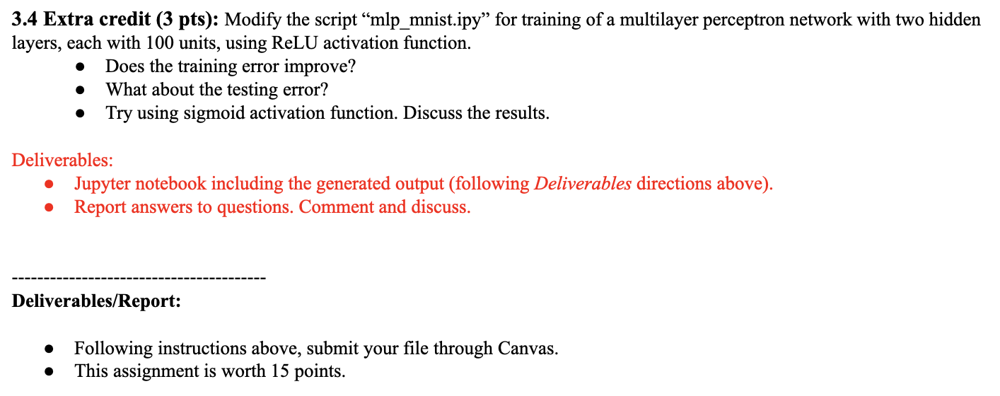 3.4 Extra credit (3 pts): Modify the script “mlp_mnist.ipy” for training of a multilayer perceptron network with two hidden
layers, each with 100 units, using ReLU activation function.
● Does the training error improve?
● What about the testing error?
● Try using sigmoid activation function. Discuss the results.
Deliverables:
● Jupyter notebook including the generated output (following Deliverables directions above).
● Report answers to questions. Comment and discuss.
----------------------------------------
Deliverables/Report:
● Following instructions above, submit your file through Canvas.
● This assignment is worth 15 points.